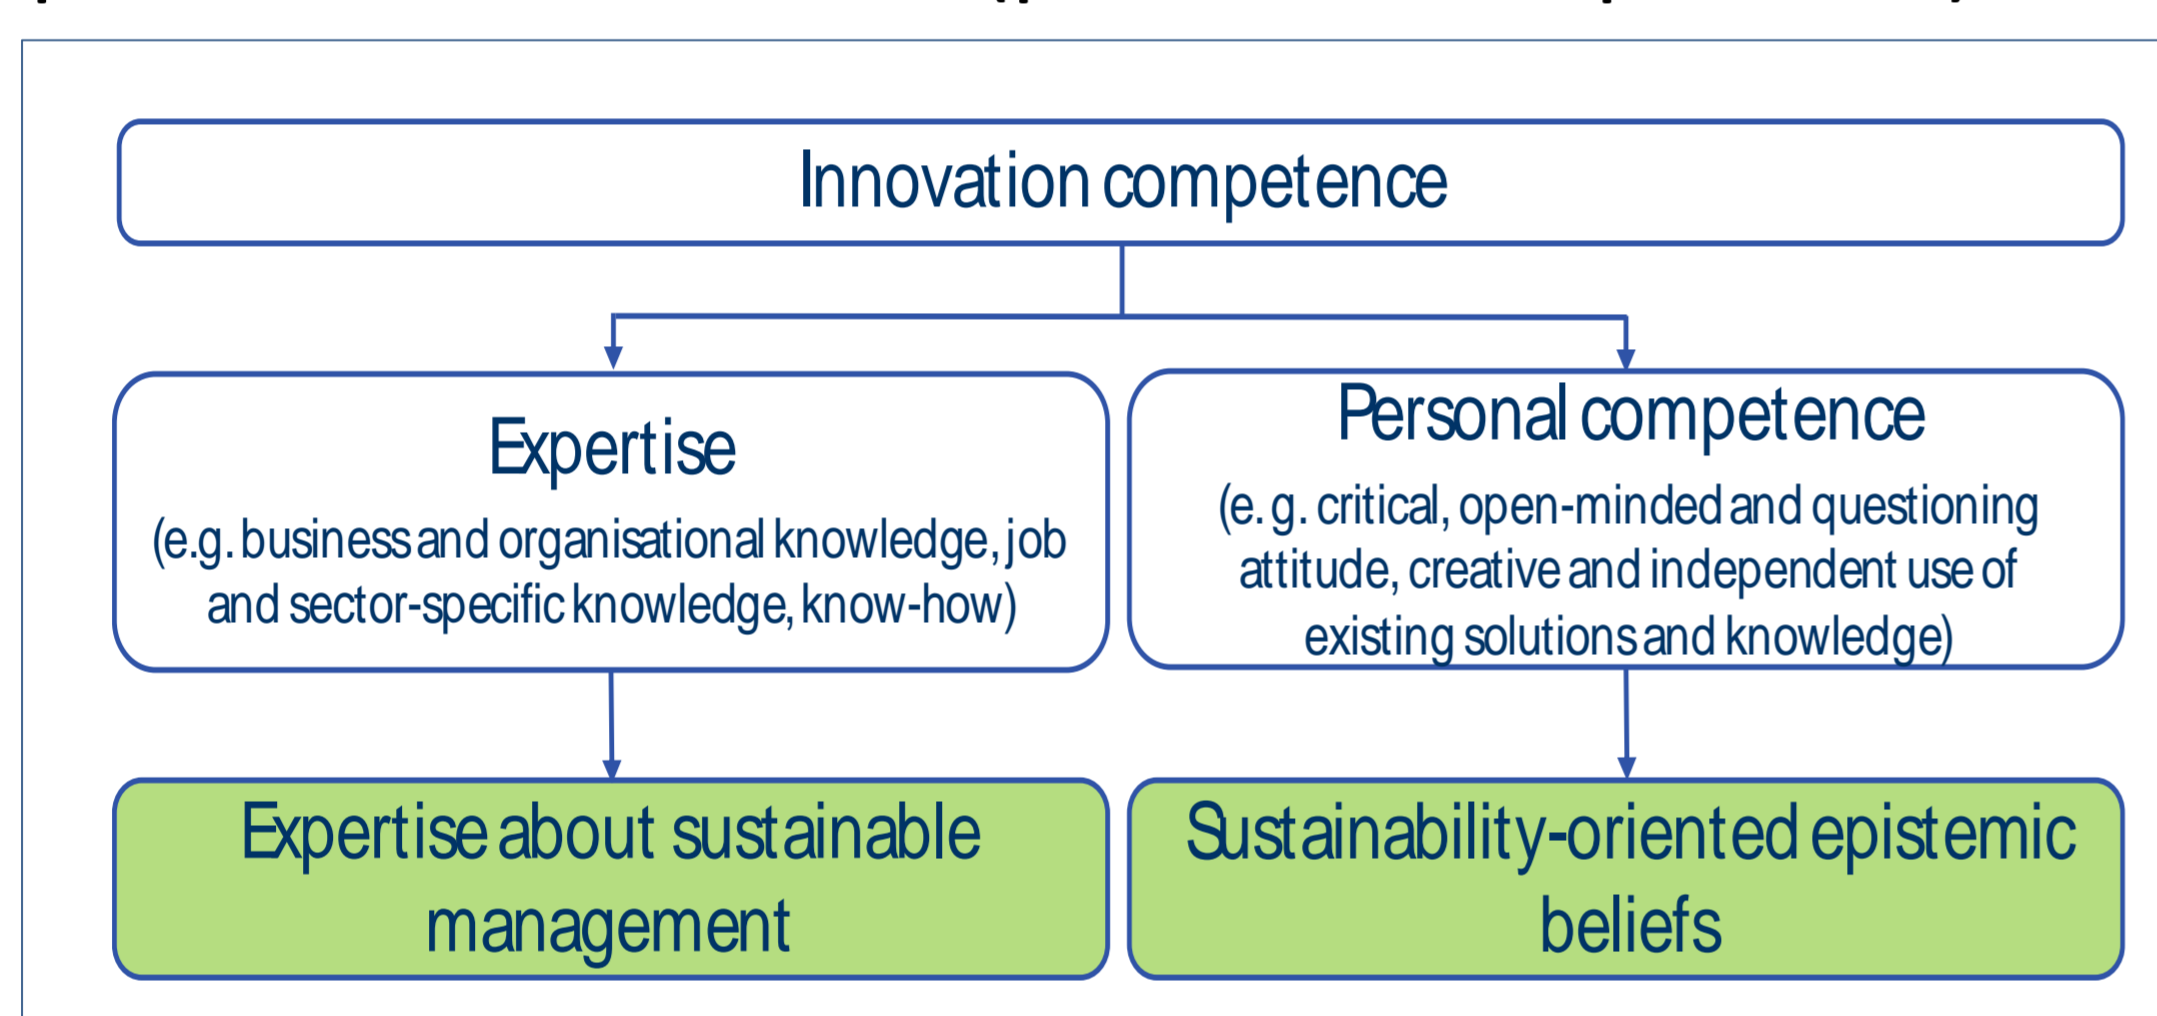 Innovation competence
Expertise
(e.g. business and organisational knowledge, job
and sector-specific knowledge, know-how)
Personal competence
(e. g. critical, open-minded and questioning
attitude, creative and independent use of
existing solutions and knowledge)
Expertise about sustainable
management
Sustainability-oriented epistemic
beliefs